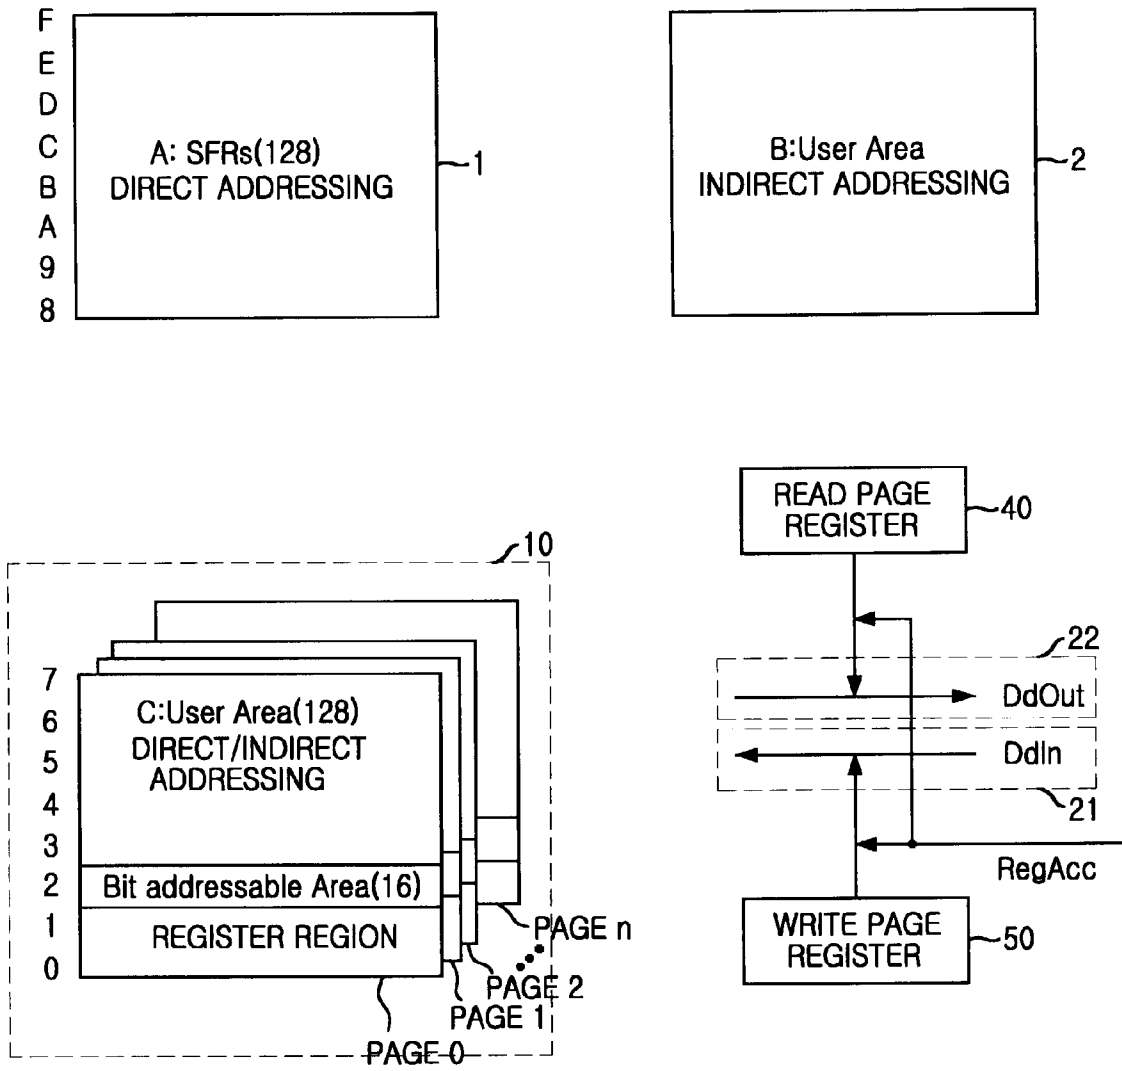 F
E
D
C
B
A
9
8
A: SFRs(128)
DIRECT ADDRESSING
1
B:User Area
INDIRECT ADDRESSING
2
READ PAGE
REGISTER
40
10
7
6
5
4
3
2
1
0
C:User Area(128)
DIRECT/INDIRECT
ADDRESSING
Bit addressable Area(16)
REGISTER REGION
PAGE n
PAGE 2
PAGE 1
PAGE 0
22
DdOut
DdIn
21
RegAcc
WRITE PAGE
REGISTER
50